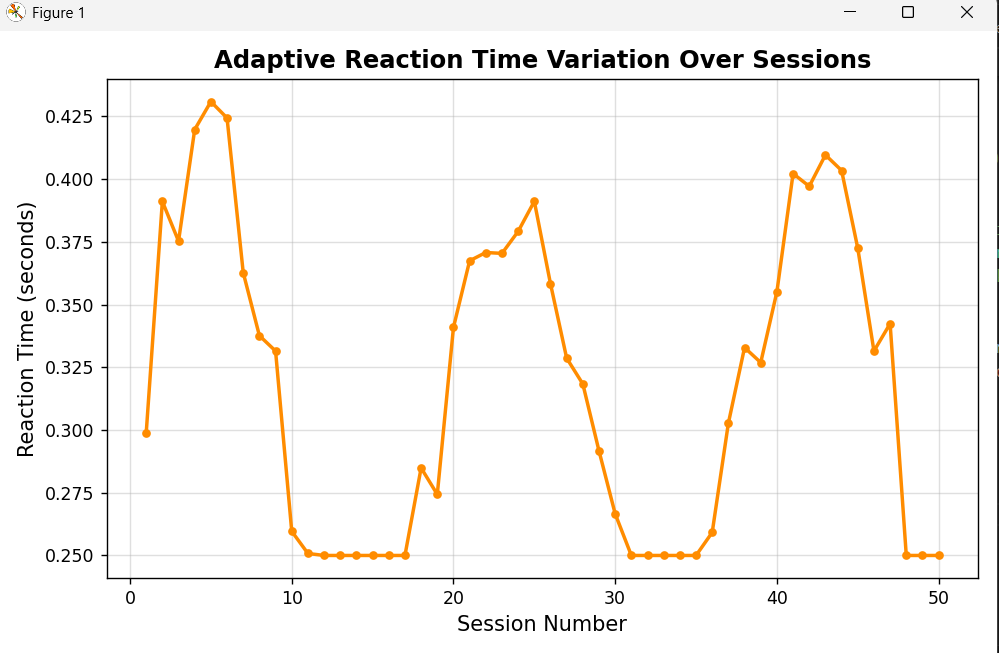 Figure 1
Adaptive Reaction Time Variation Over Sessions
Reaction Time (seconds)
0.425
0.400
0.375
0.350
0.325
0.300
0.275
0.250
0 10 20 30 40 50
Session Number